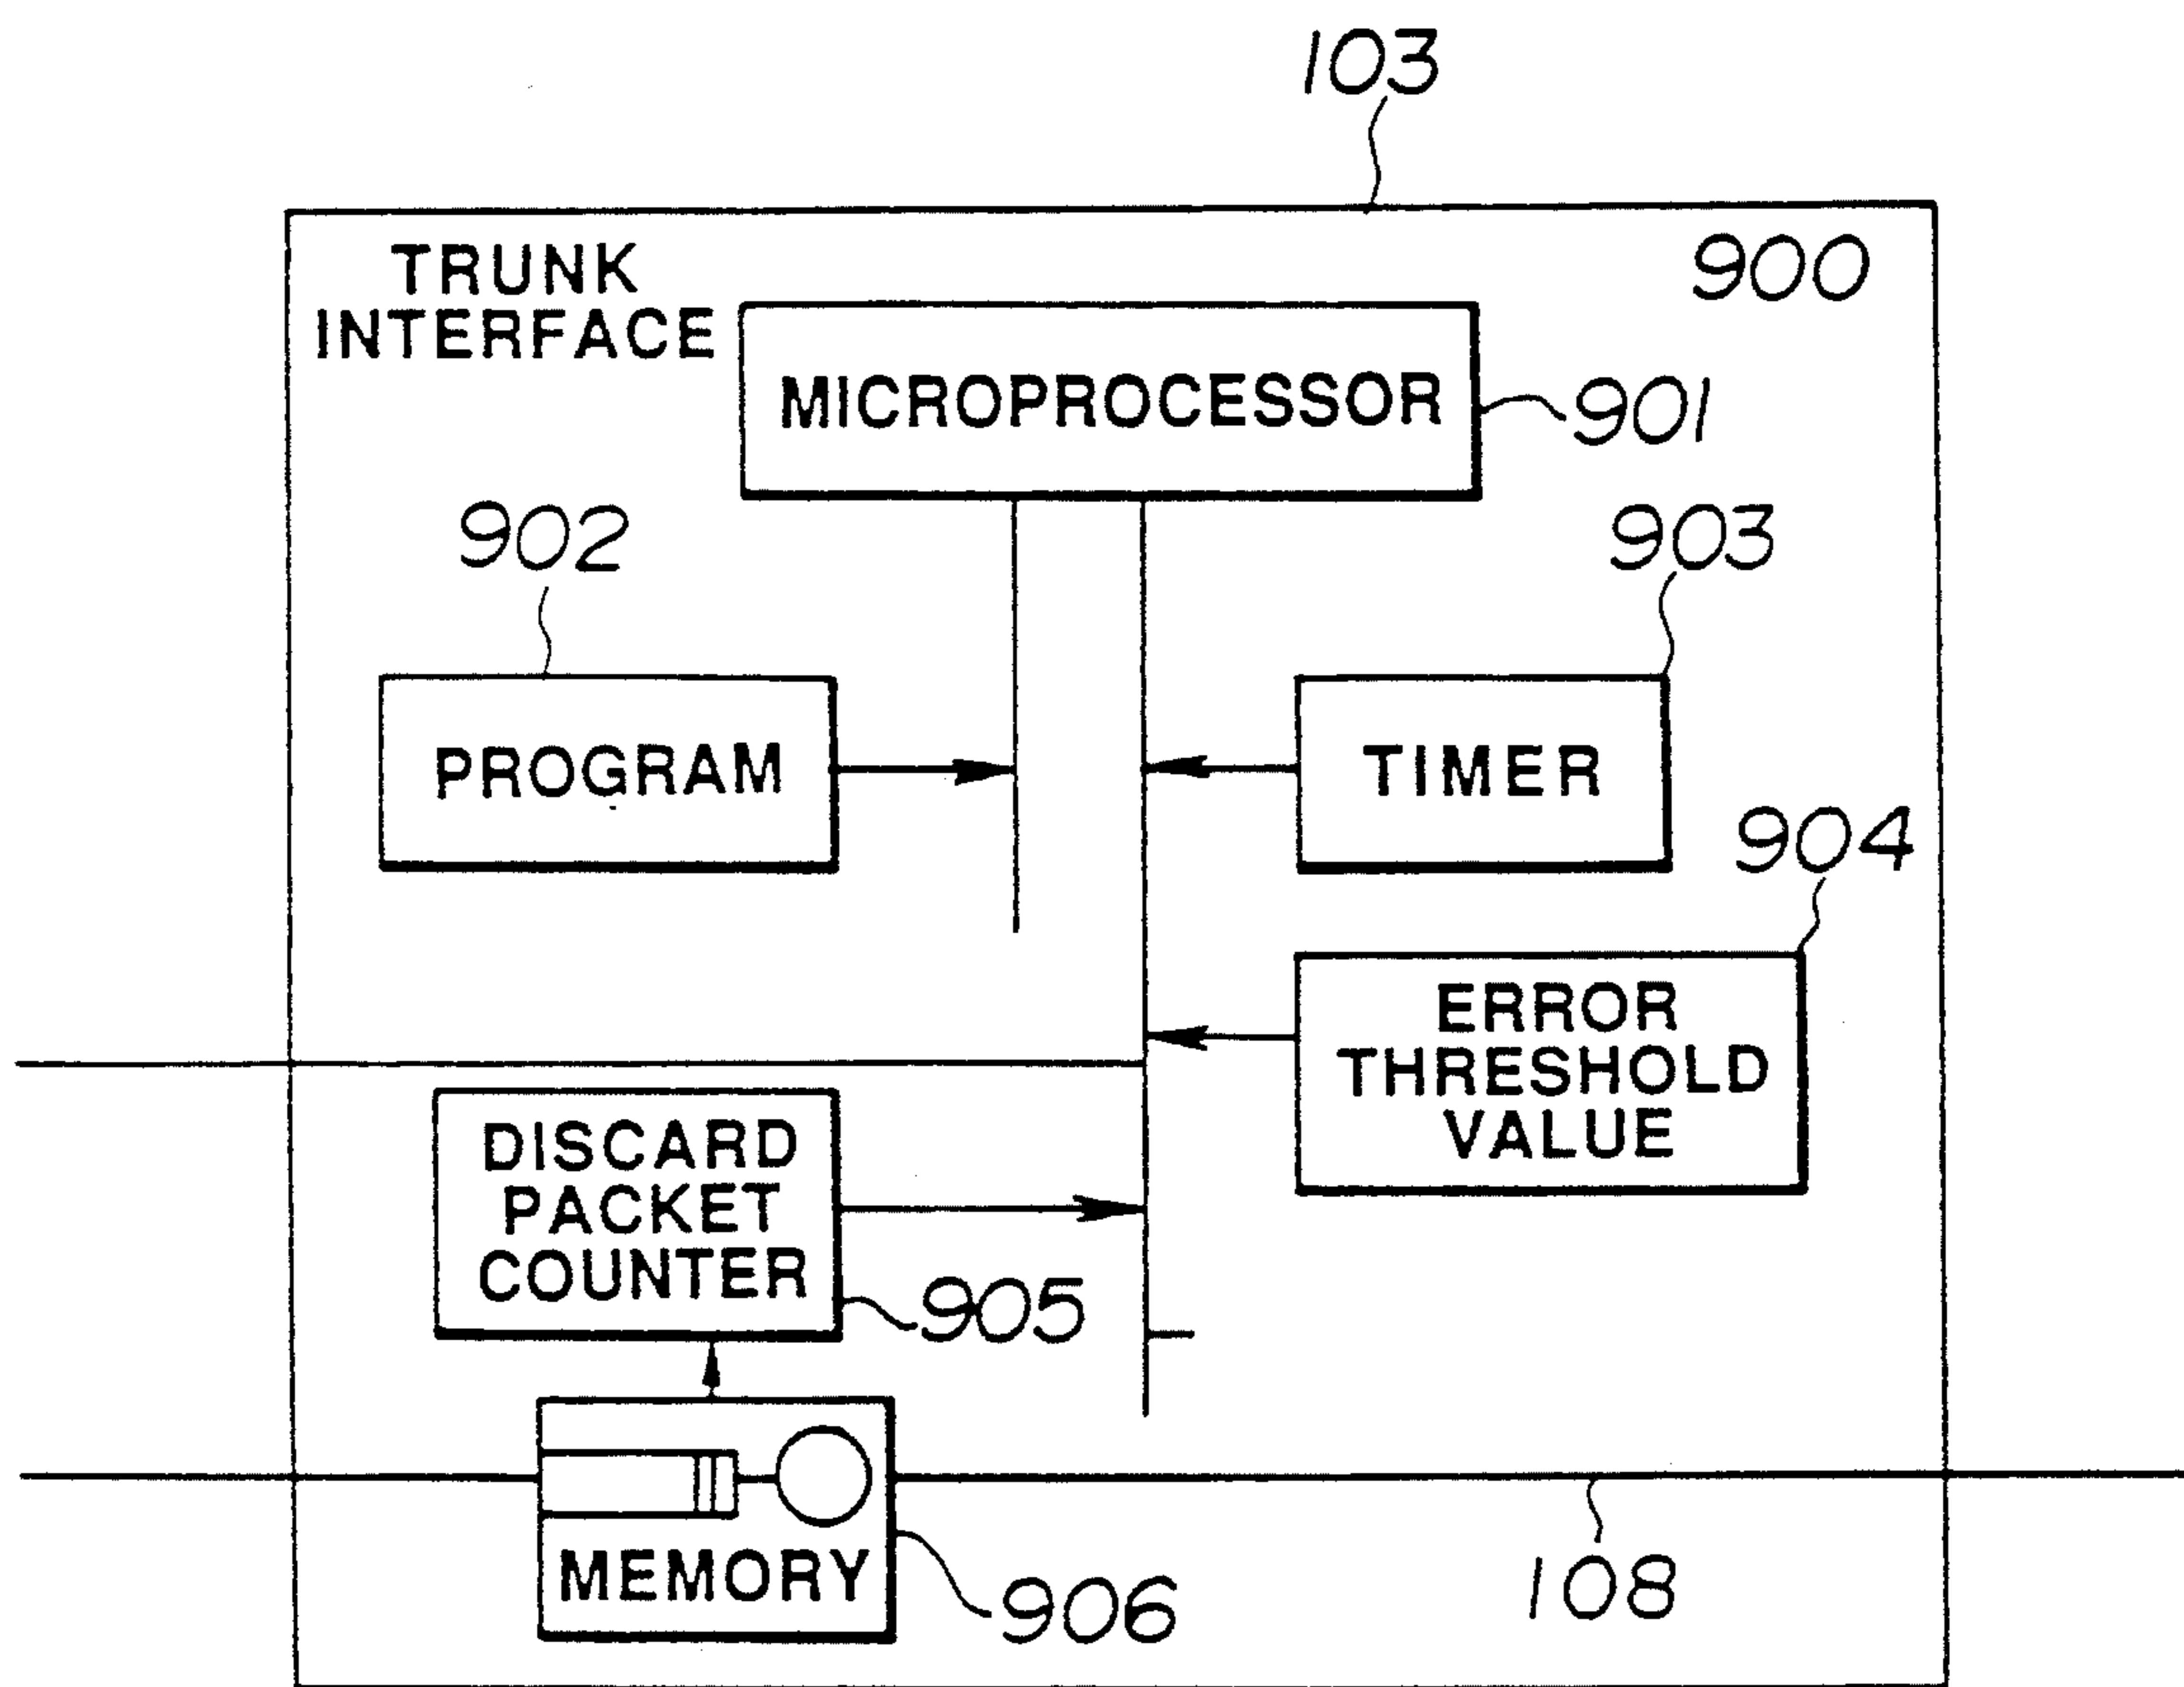 103
TRUNK
INTERFACE
900
MICROPROCESSOR
901
902
903
PROGRAM
TIMER
904
ERROR
THRESHOLD
VALUE
DISCARD
PACKET
COUNTER
905
MEMORY
906
108